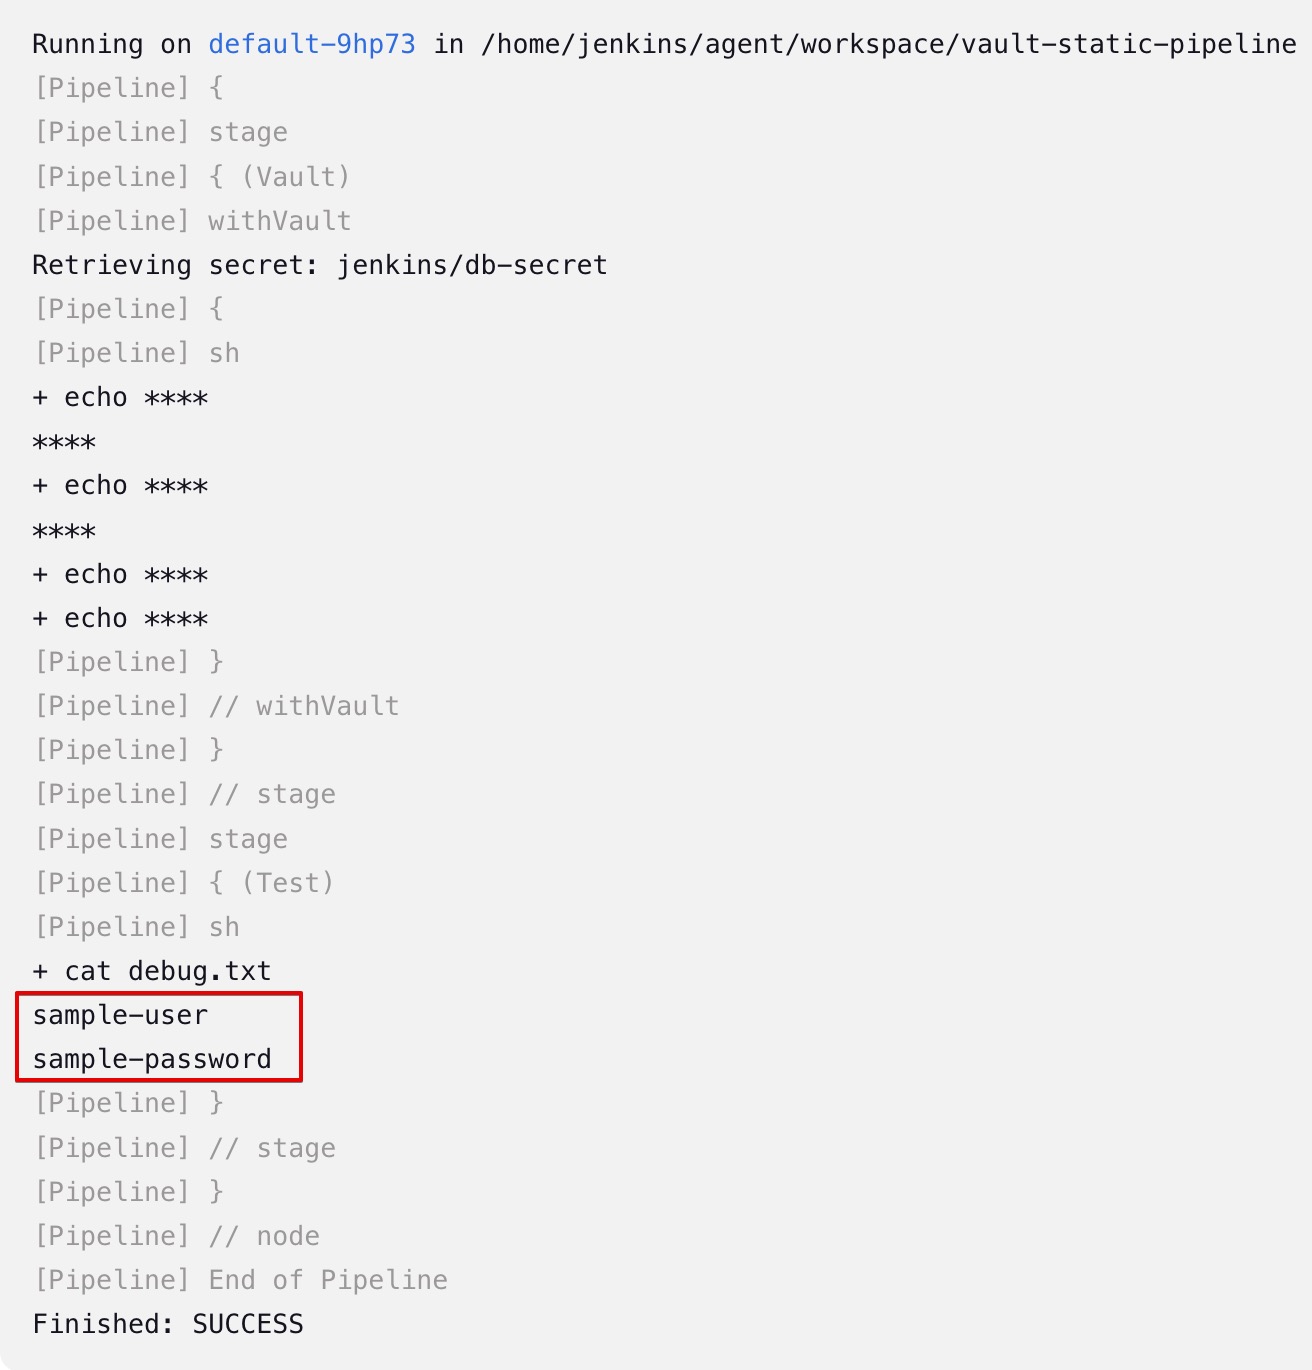 Running on default-9hp73 in /home/jenkins/agent/workspace/vault-static-pipeline
[Pipeline] {
[Pipeline] stage
[Pipeline] { (Vault)
[Pipeline] withVault
Retrieving secret: jenkins/db-secret
[Pipeline] {
[Pipeline] sh
+ echo ****
****
+ echo ****
****
+ echo ****
+ echo ****
[Pipeline] }
[Pipeline] // withVault
[Pipeline] }
[Pipeline] // stage
[Pipeline] stage
[Pipeline] { (Test)
[Pipeline] sh
+ cat debug.txt
sample-user
sample-password
[Pipeline] }
[Pipeline] // stage
[Pipeline] }
[Pipeline] // node
[Pipeline] End of Pipeline
Finished: SUCCESS